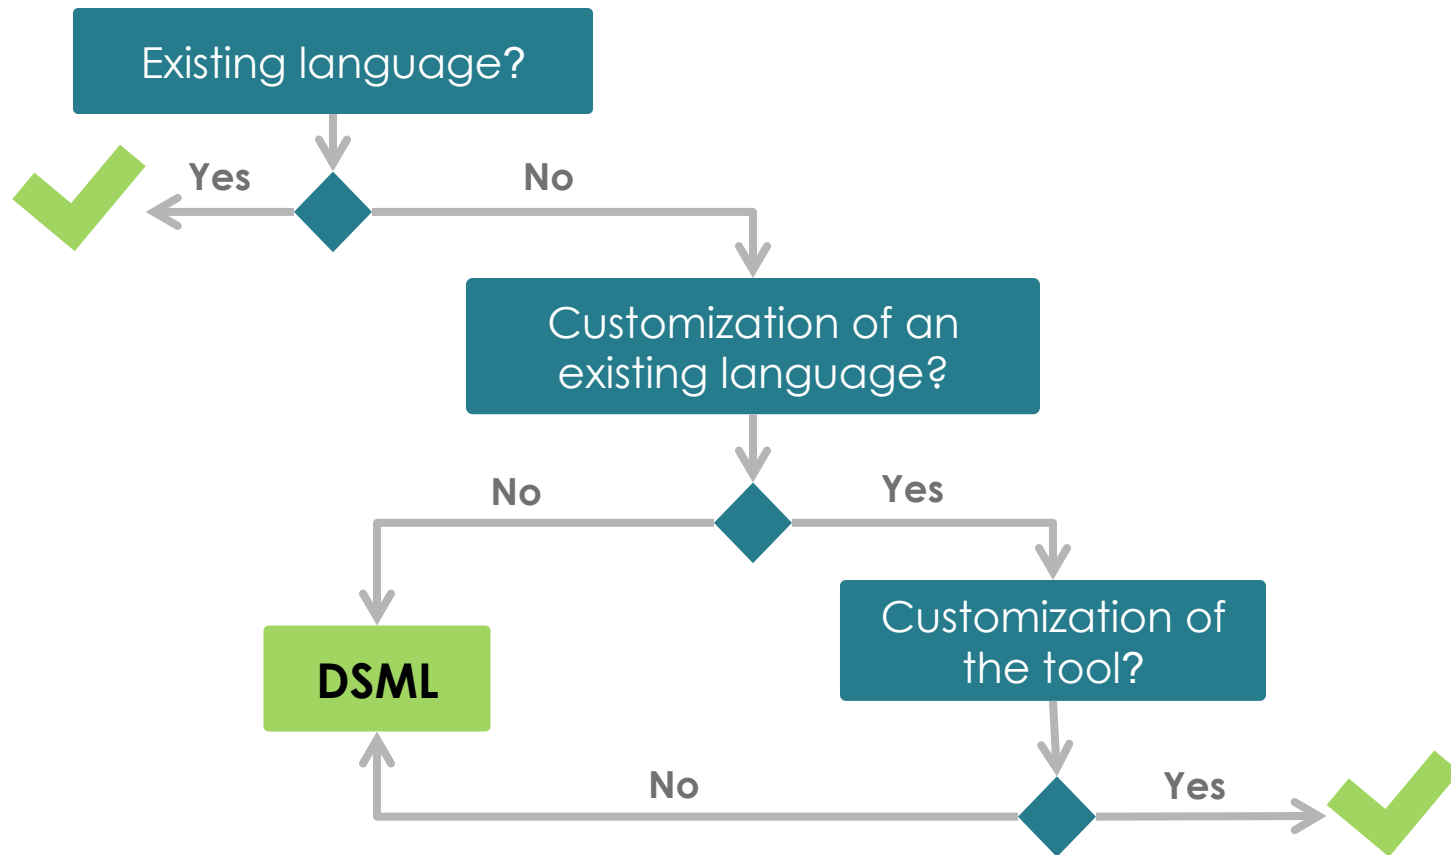 Existing language?
Yes
No
Customization of an
existing language?
No
Yes
Customization of
the tool?
DSML
No
Yes